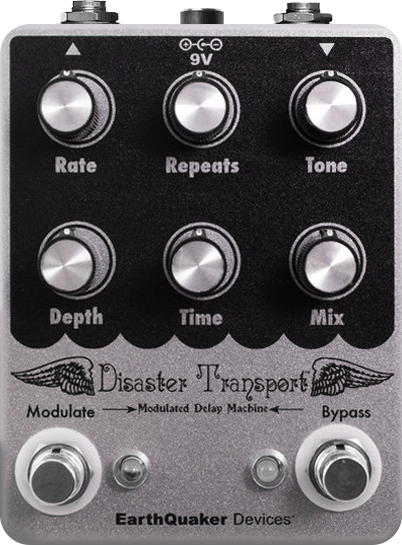 9V
Rate Repeats Tone
Depth Time Mix
Disaster Transport
Modulate Modulated Delay Machine Bypass
EarthQuaker Devices